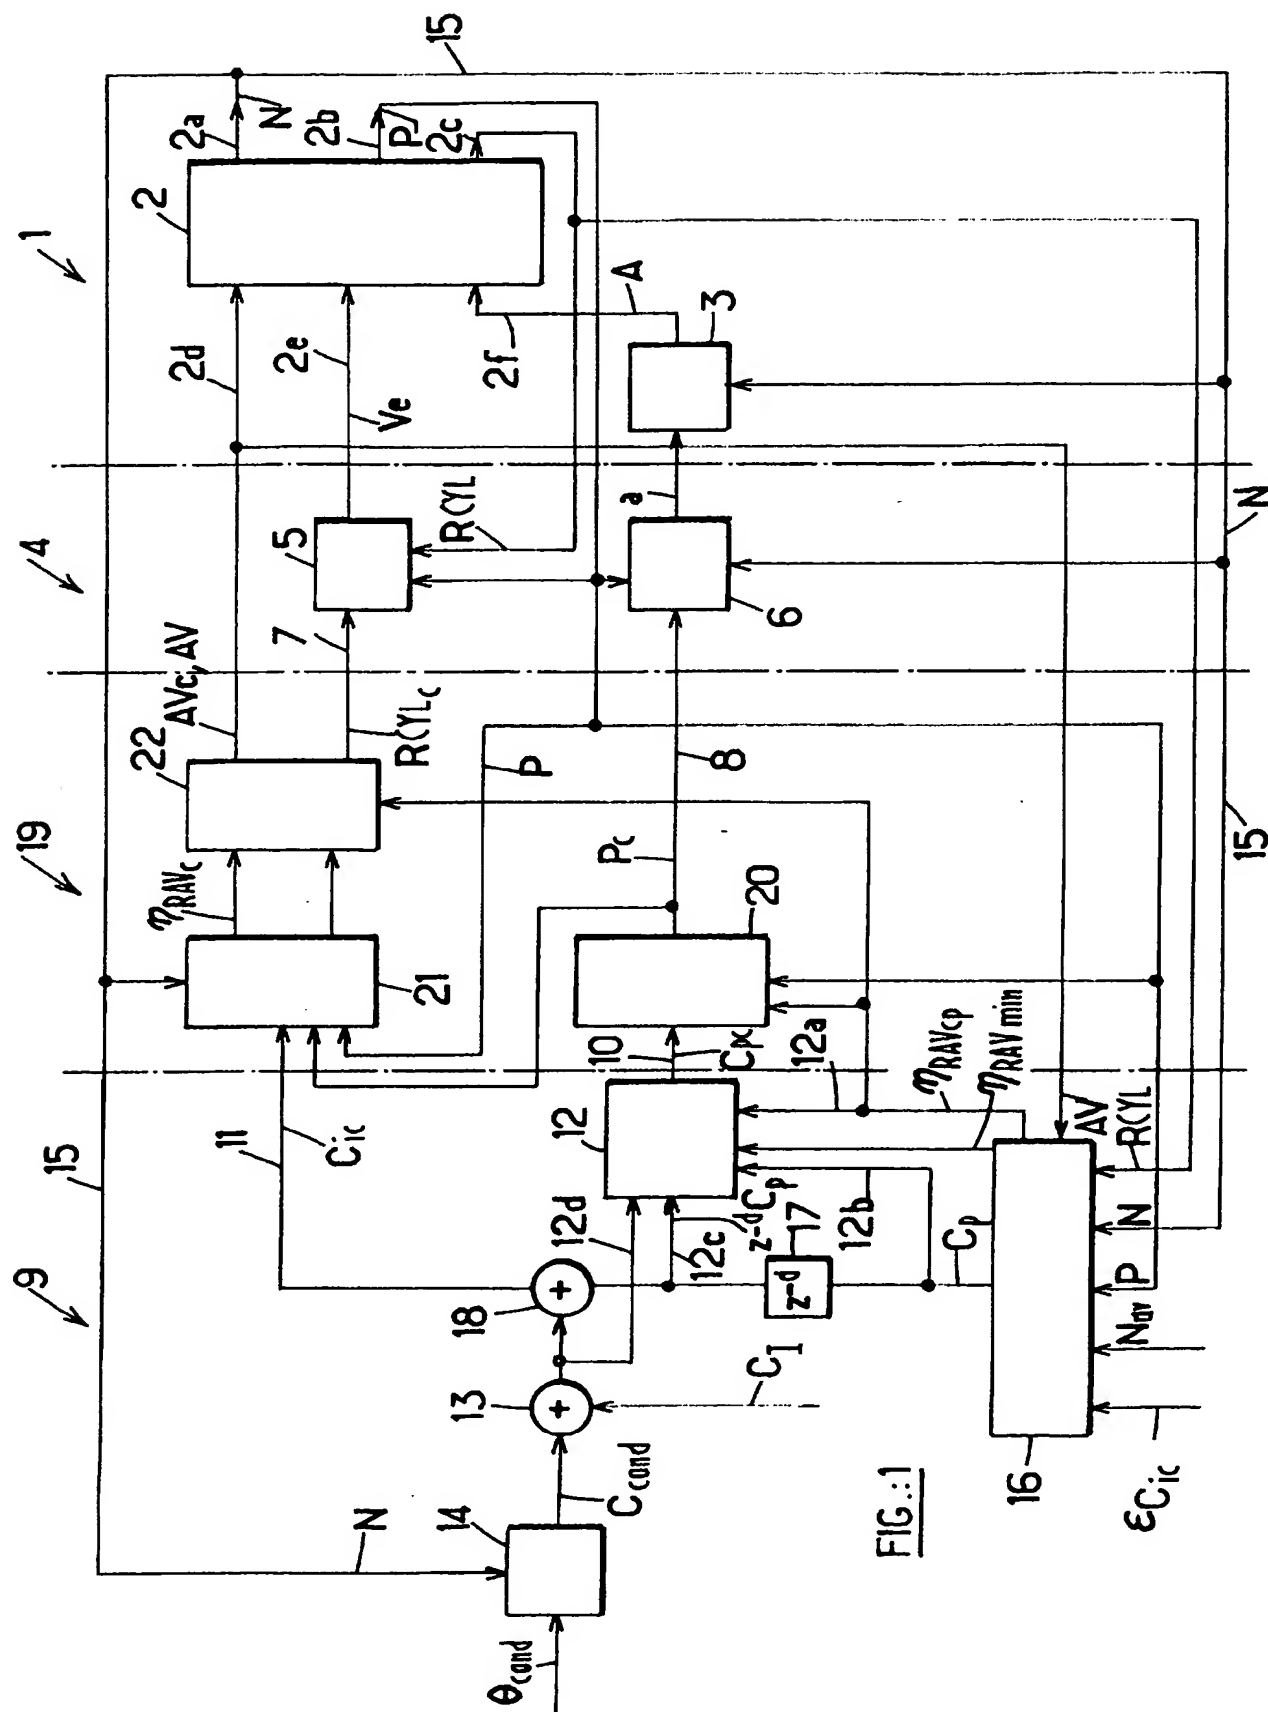 1
4
19
9
15
2a
N
2b
P
2c
2
2d
2e
Ve
2f
A
3
AVc, AV
22
7
5
RCYL
RCYLc
a
6
N
ηRAVc
21
P
8
Pc
20
15
10
Cpc
12a
ηRAVcp
ηRAVmin
AV
RCYL
15
11
Cic
12
12d
12c
z-dCp
17
z-d
12b
Cp
N
P
Nav
18
+
13
+
CI
16
εCic
N
14
Ccond
θcond
FIG.:1